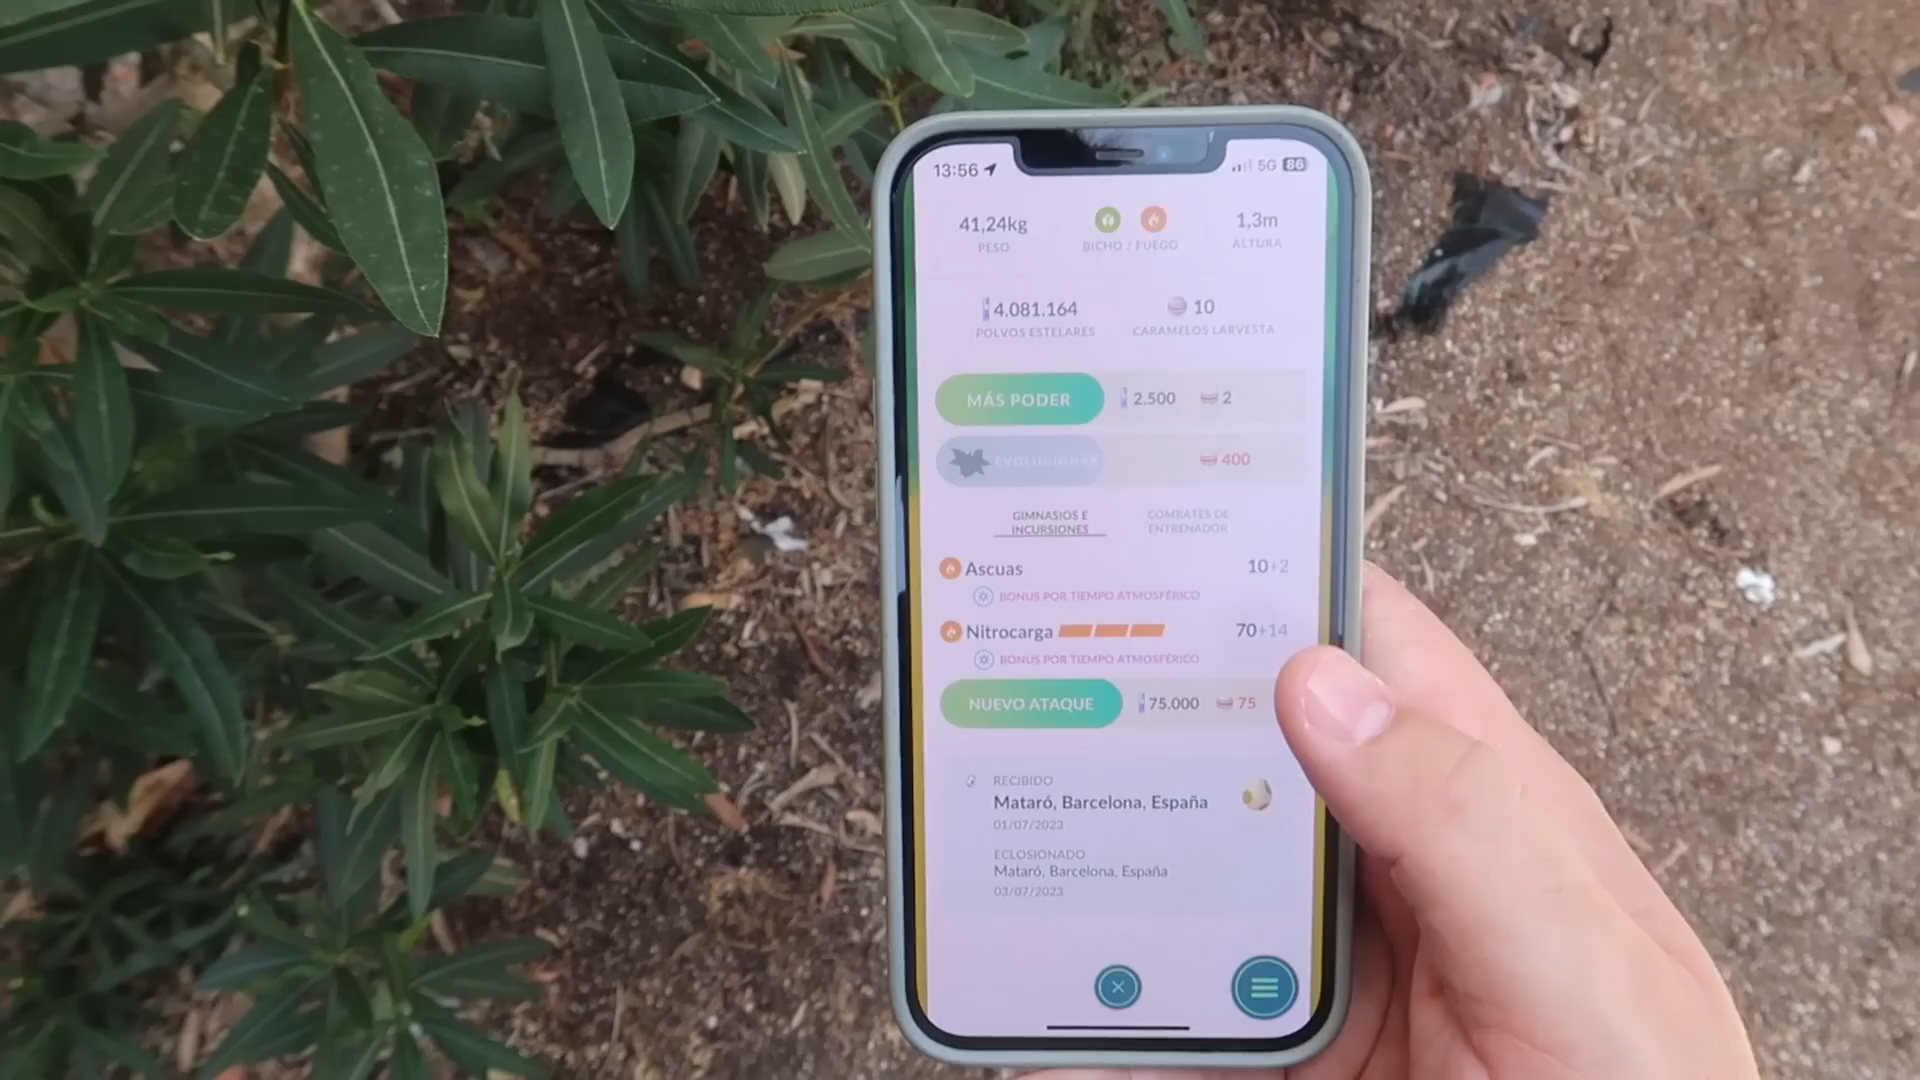 13:56 5G 86
41,24kg 1,3m
PESO BICHO / FUEGO ALTURA
4.081.164 10
POLVOS ESTELARES CARAMELOS LARVESTA
MÁS PODER 2.500 2
EVOLUCIONAR 400
GIMNASIOS E INCURSIONES
COMBATES DE ENTRENADOR
Ascuas 10+2
BONUS POR TIEMPO ATMOSFÉRICO
Nitrocarga 70+14
BONUS POR TIEMPO ATMOSFÉRICO
NUEVO ATAQUE 75.000 75
RECIBIDO
Mataró, Barcelona, España
01/07/2023
ECLOSIONADO
Mataró, Barcelona, España
03/07/2023